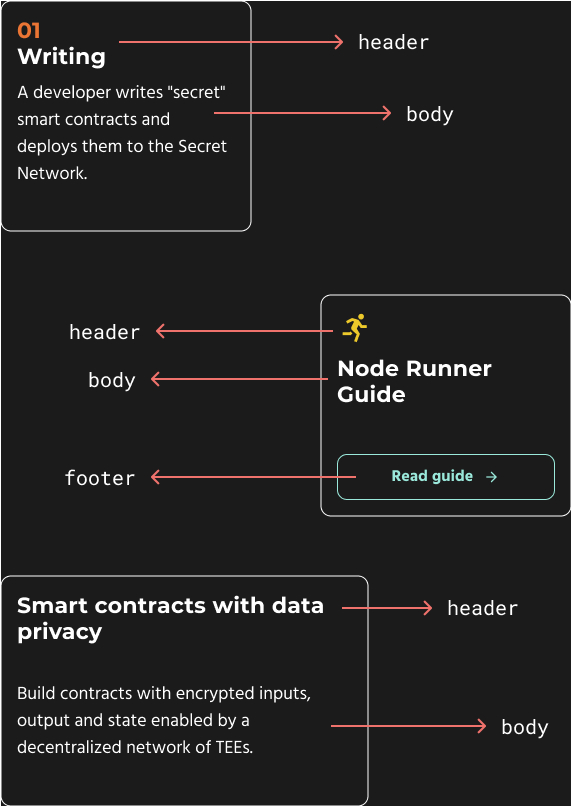 01
Writing
header
A developer writes "secret"
smart contracts and
deploys them to the Secret
Network.
body
header
body
Node Runner
Guide
footer
Read guide →
Smart contracts with data
privacy
header
Build contracts with encrypted inputs,
output and state enabled by a
decentralized network of TEEs.
body